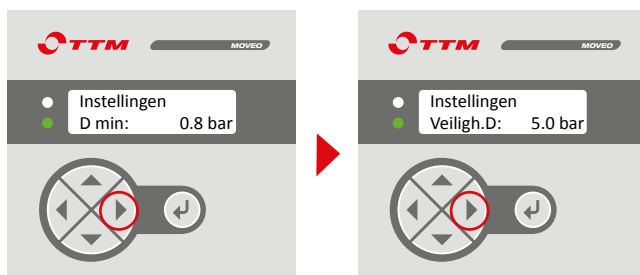 TTM MOVEO
Instellingen
D min: 0.8 bar
TTM MOVEO
Instellingen
Veiligh.D: 5.0 bar